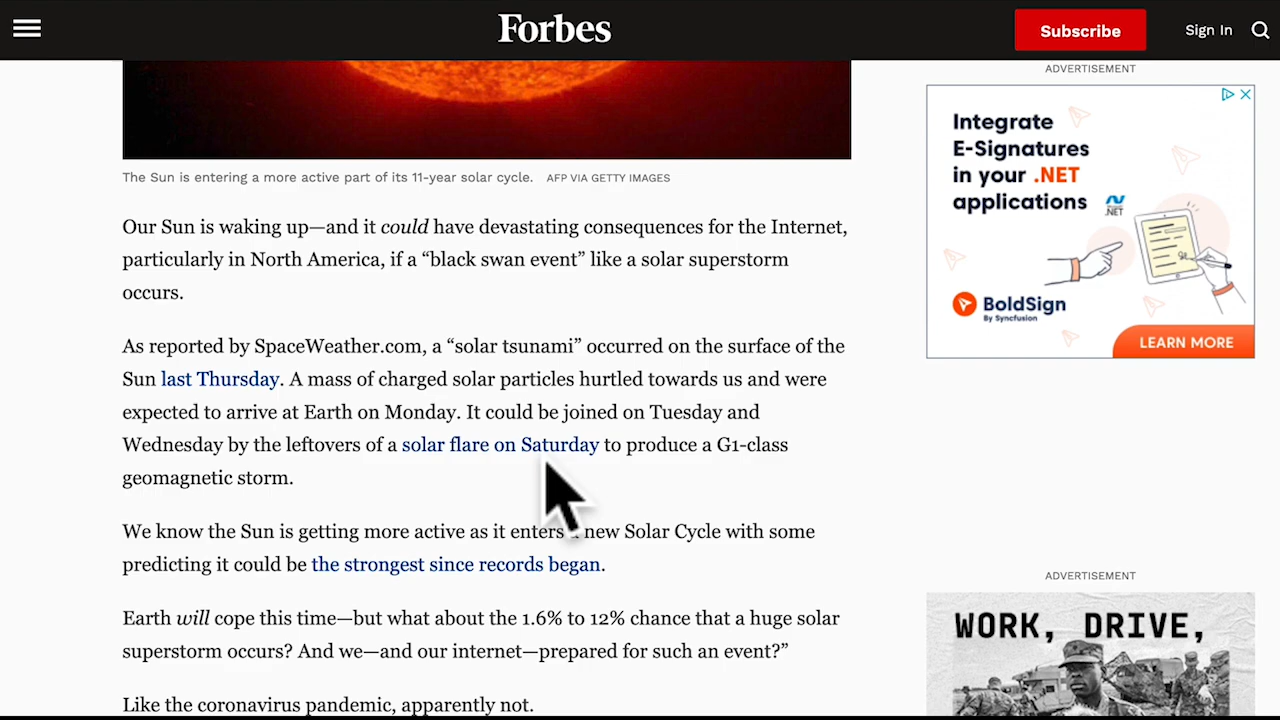 Forbes
Subscribe
Sign In
The Sun is entering a more active part of its 11-year solar cycle. AFP VIA GETTY IMAGES
Our Sun is waking up—and it could have devastating consequences for the Internet,
particularly in North America, if a “black swan event” like a solar superstorm
occurs.
As reported by SpaceWeather.com, a “solar tsunami” occurred on the surface of the
Sun last Thursday. A mass of charged solar particles hurtled towards us and were
expected to arrive at Earth on Monday. It could be joined on Tuesday and
Wednesday by the leftovers of a solar flare on Saturday to produce a G1-class
geomagnetic storm.
We know the Sun is getting more active as it enters new Solar Cycle with some
predicting it could be the strongest since records began.
Earth will cope this time—but what about the 1.6% to 12% chance that a huge solar
superstorm occurs? And we—and our internet—prepared for such an event?”
Like the coronavirus pandemic, apparently not.
ADVERTISEMENT
Integrate
E-Signatures
in your .NET
applications
.NET
BoldSign
By Syncfusion
LEARN MORE
ADVERTISEMENT
WORK, DRIVE,